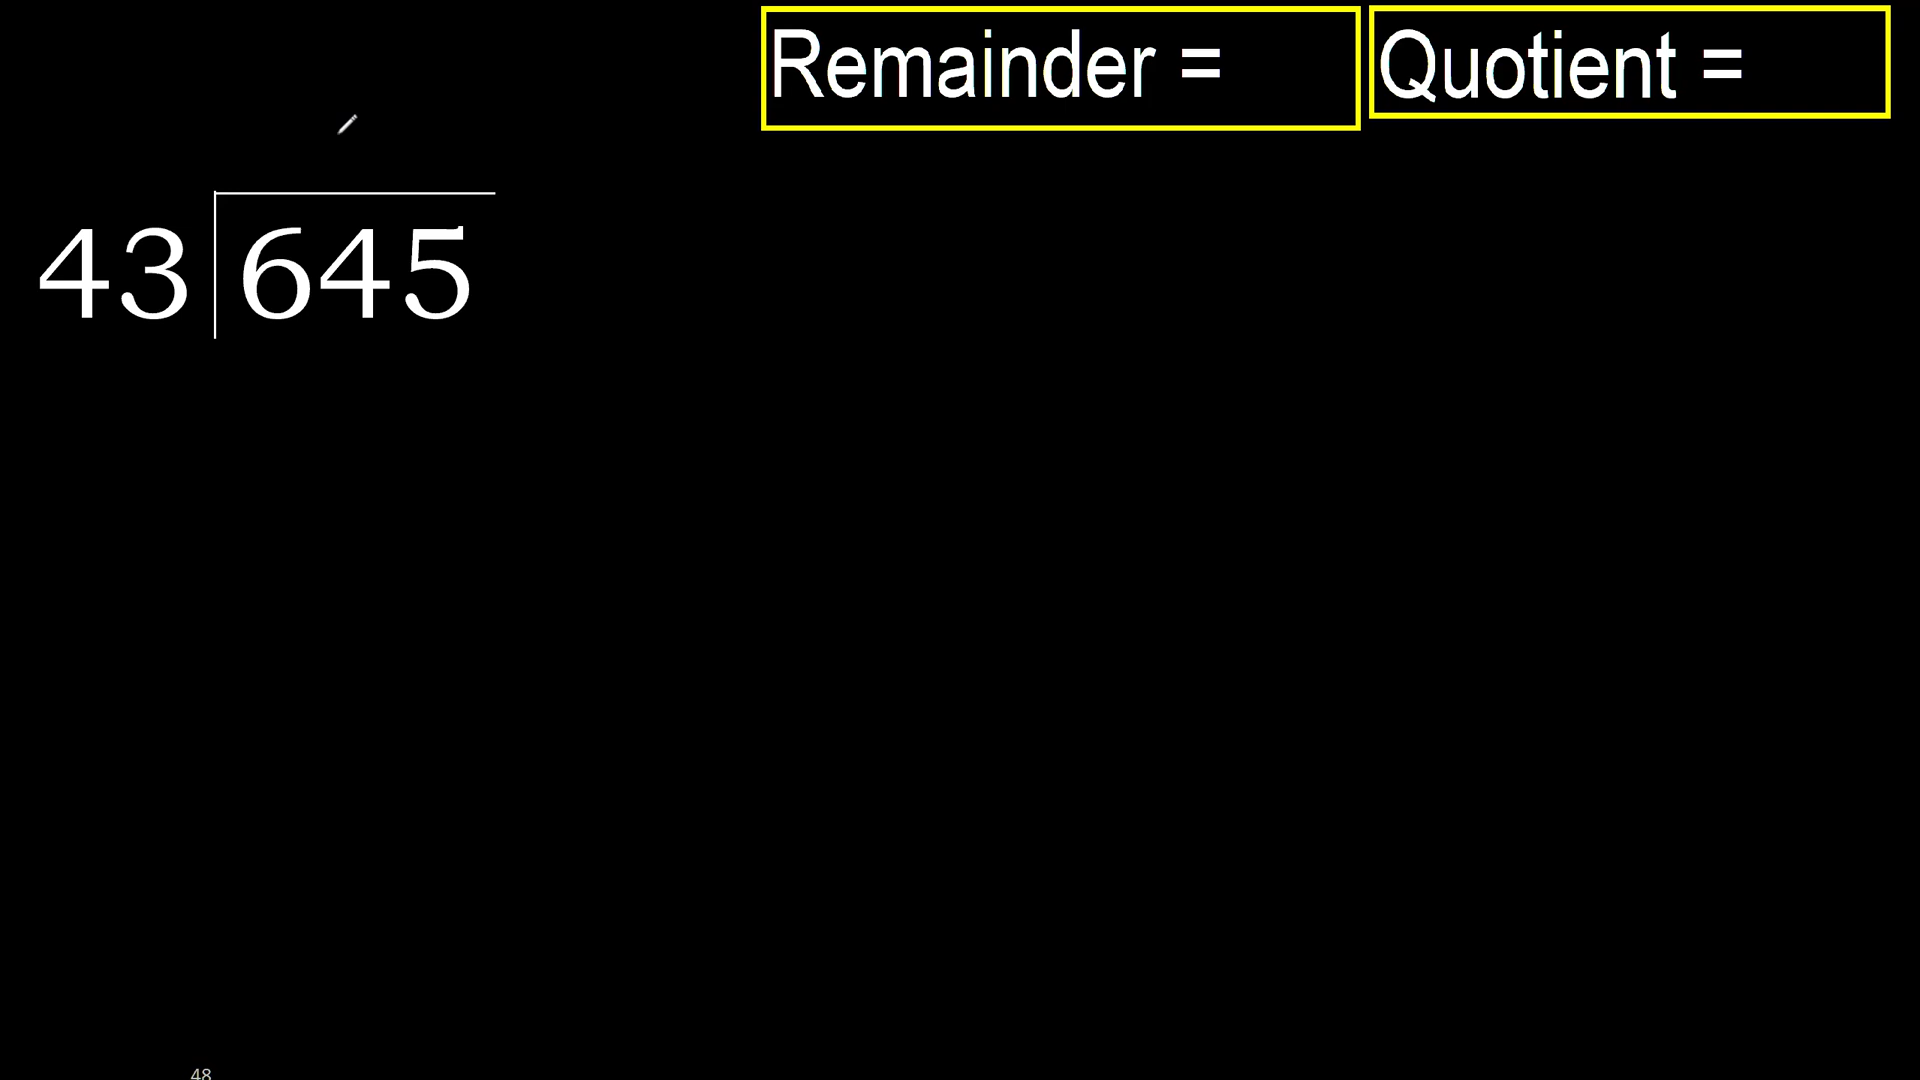 Remainder =
Quotient =
43 645
48